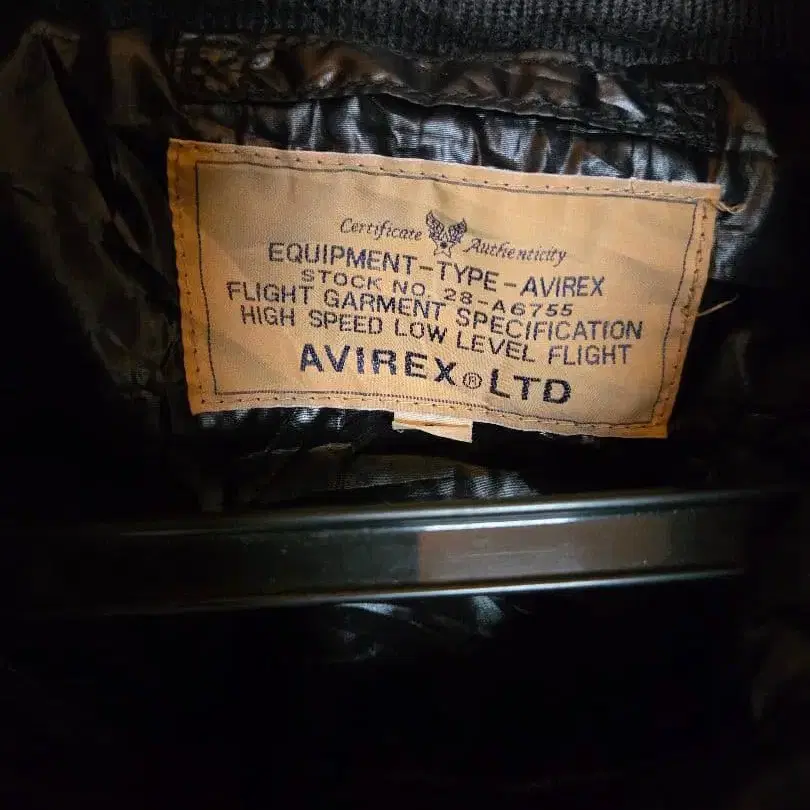 Certificate Authenticity
EQUIPMENT-TYPE-AVIREX
STOCK NO. 28-A6755
FLIGHT GARMENT SPECIFICATION
HIGH SPEED LOW LEVEL FLIGHT
AVIREX® LTD